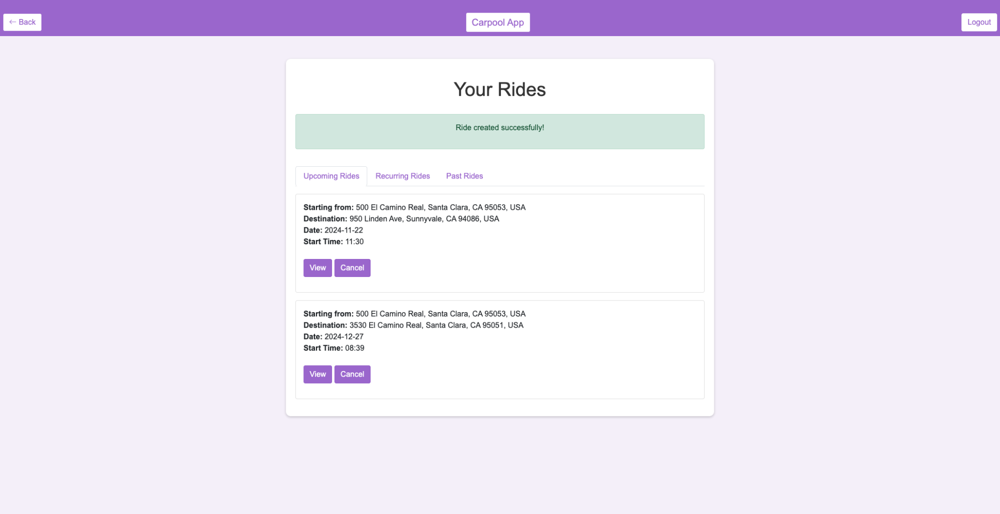 ← Back
Carpool App
Logout
Your Rides
Ride created successfully!
Upcoming Rides
Recurring Rides
Past Rides
Starting from: 500 El Camino Real, Santa Clara, CA 95053, USA
Destination: 950 Linden Ave, Sunnyvale, CA 94086, USA
Date: 2024-11-22
Start Time: 11:30
View
Cancel
Starting from: 500 El Camino Real, Santa Clara, CA 95053, USA
Destination: 3530 El Camino Real, Santa Clara, CA 95051, USA
Date: 2024-12-27
Start Time: 08:39
View
Cancel